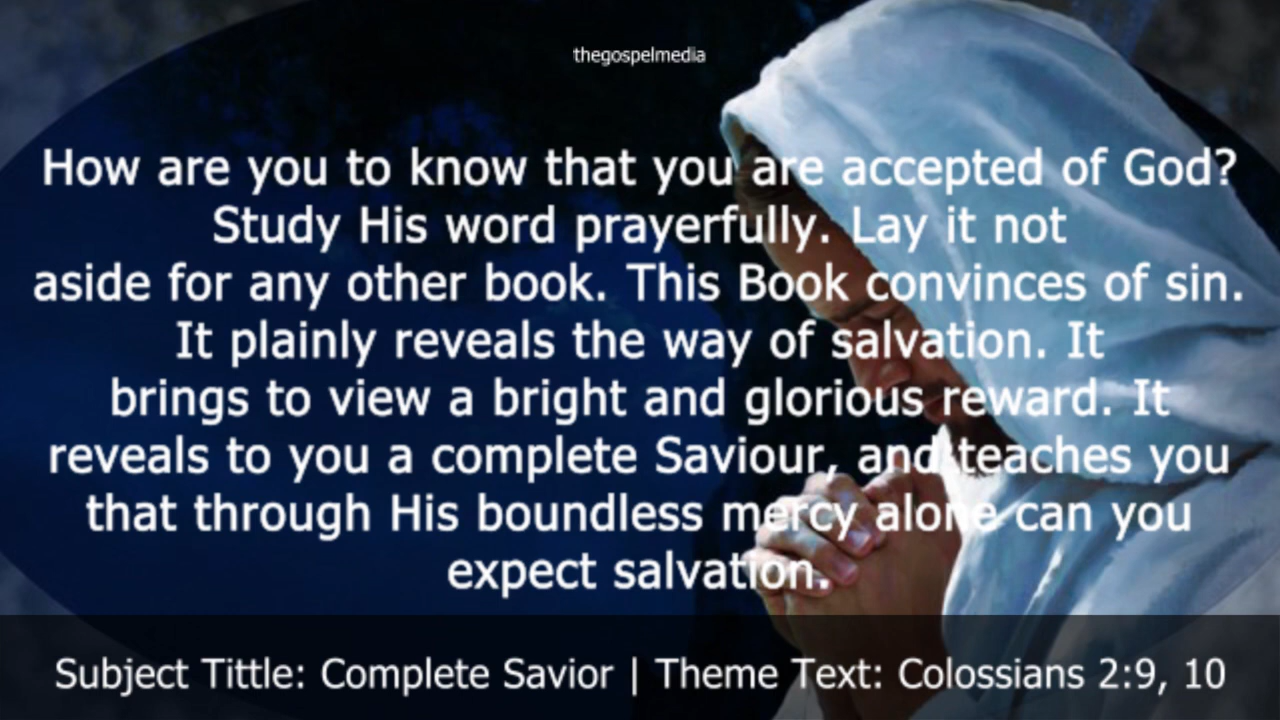 thegospelmedia
How are you to know that you are accepted of God?
Study His word prayerfully. Lay it not
aside for any other book. This Book convinces of sin.
It plainly reveals the way of salvation. It
brings to view a bright and glorious reward. It
reveals to you a complete Saviour, and teaches you
that through His boundless mercy alone can you
expect salvation.
Subject Tittle: Complete Savior | Theme Text: Colossians 2:9, 10